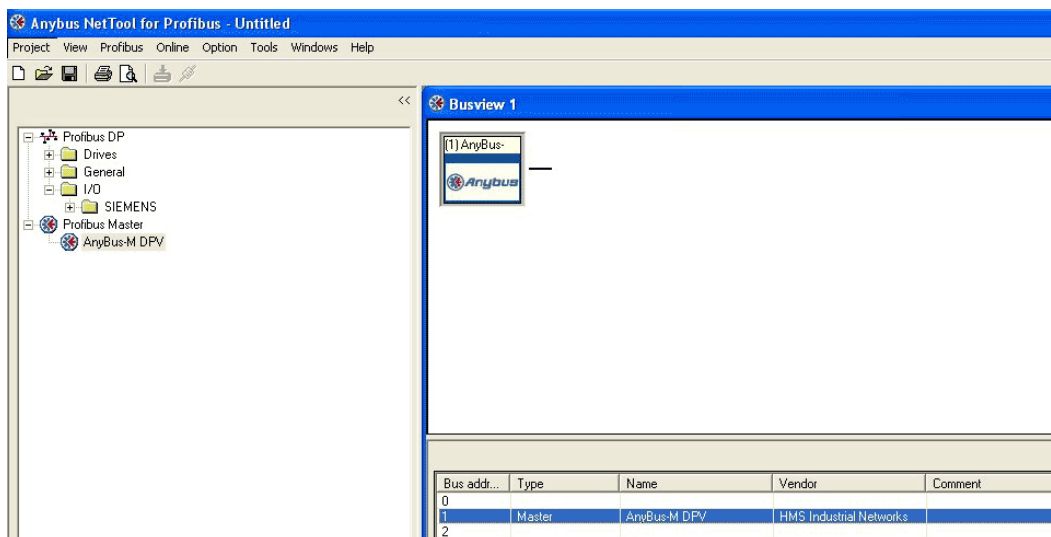 Anybus NetTool for Profibus - Untitled
Project View Profibus Online Option Tools Windows Help
<<
Busview 1
(1) AnyBus-
Anybus
Profibus DP
Drives
General
I/O
SIEMENS
Profibus Master
AnyBus-M DPV
Bus addr... Type Name Vendor Comment
0
1 Master AnyBus-M DPV HMS Industrial Networks
2